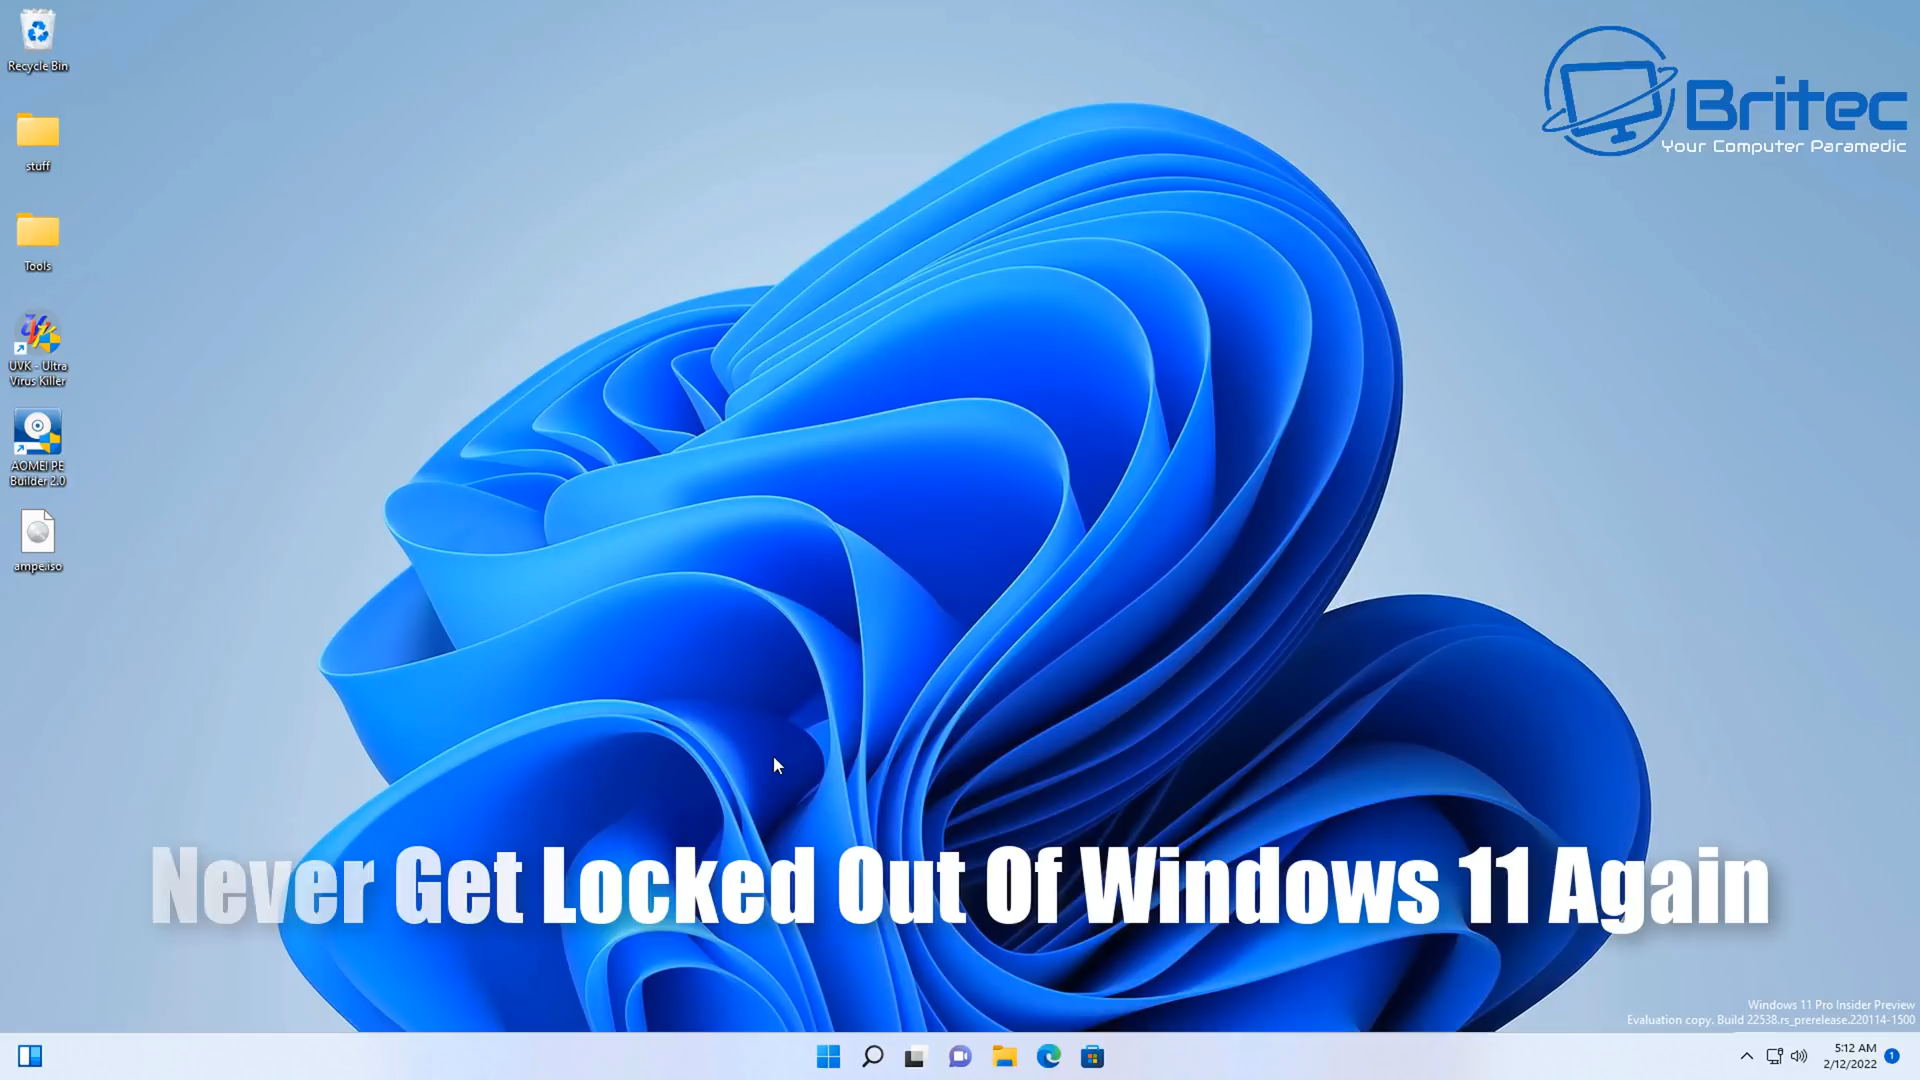 Recycle Bin
stuff
Tools
UVK - Ultra
Virus Killer
AOMEI PE
Builder 2.0
ampe.iso
Britec
Your Computer Paramedic
Never Get Locked Out Of Windows 11 Again
Windows 11 Pro Insider Preview
Evaluation copy. Build 22538.rs_prerelease.220114-1500
5:12 AM
2/12/2022
1